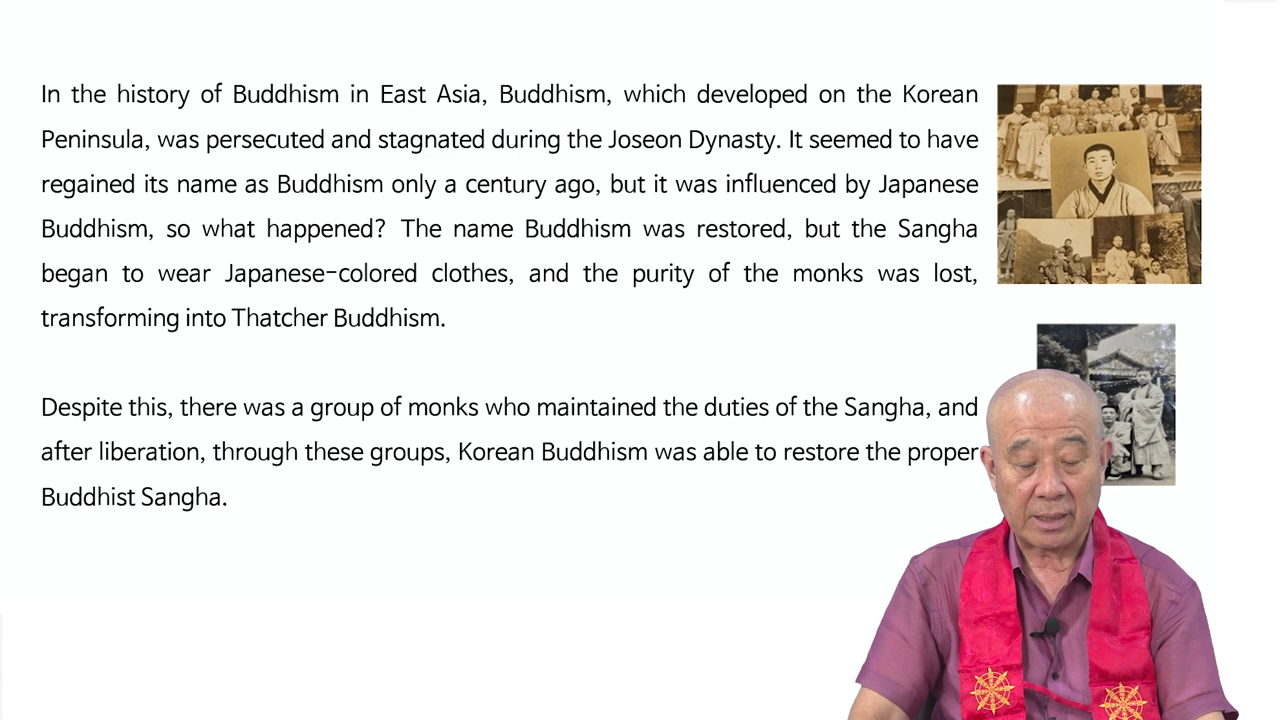 In the history of Buddhism in East Asia, Buddhism, which developed on the Korean
Peninsula, was persecuted and stagnated during the Joseon Dynasty. It seemed to have
regained its name as Buddhism only a century ago, but it was influenced by Japanese
Buddhism, so what happened? The name Buddhism was restored, but the Sangha
began to wear Japanese-colored clothes, and the purity of the monks was lost,
transforming into Thatcher Buddhism.
Despite this, there was a group of monks who maintained the duties of the Sangha, and
after liberation, through these groups, Korean Buddhism was able to restore the proper
Buddhist Sangha.